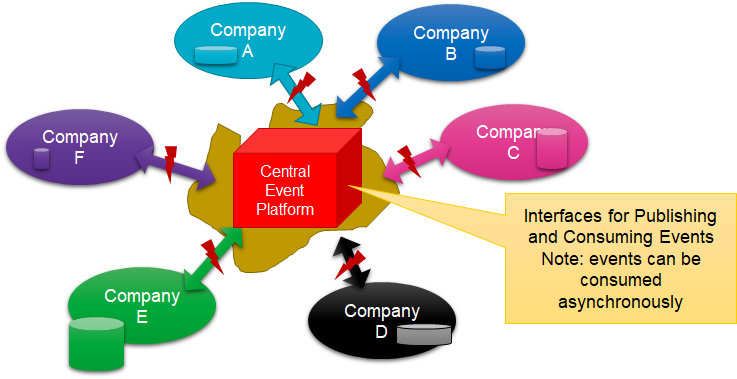 Company
A
Company
B
Company
F
Company
C
Central
Event
Platform
Interfaces for Publishing
and Consuming Events
Note: events can be
consumed
asynchronously
Company
E
Company
D